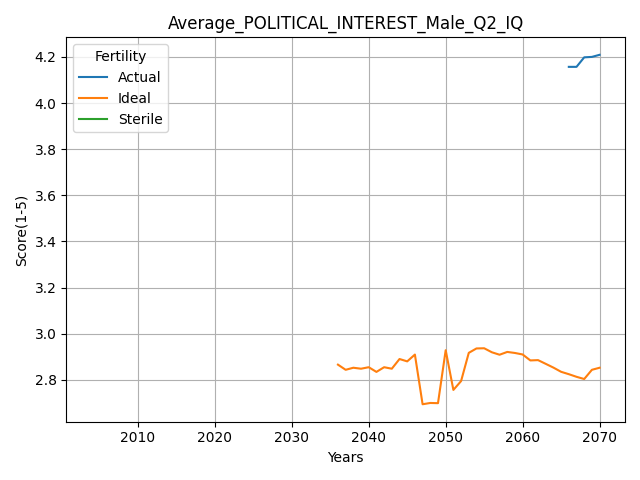 Average_POLITICAL_INTEREST_Male_Q2_IQ
Fertility
Actual
Ideal
Sterile
4.2
4.0
3.8
3.6
3.4
3.2
3.0
2.8
Score(1-5)
2010 2020 2030 2040 2050 2060 2070
Years